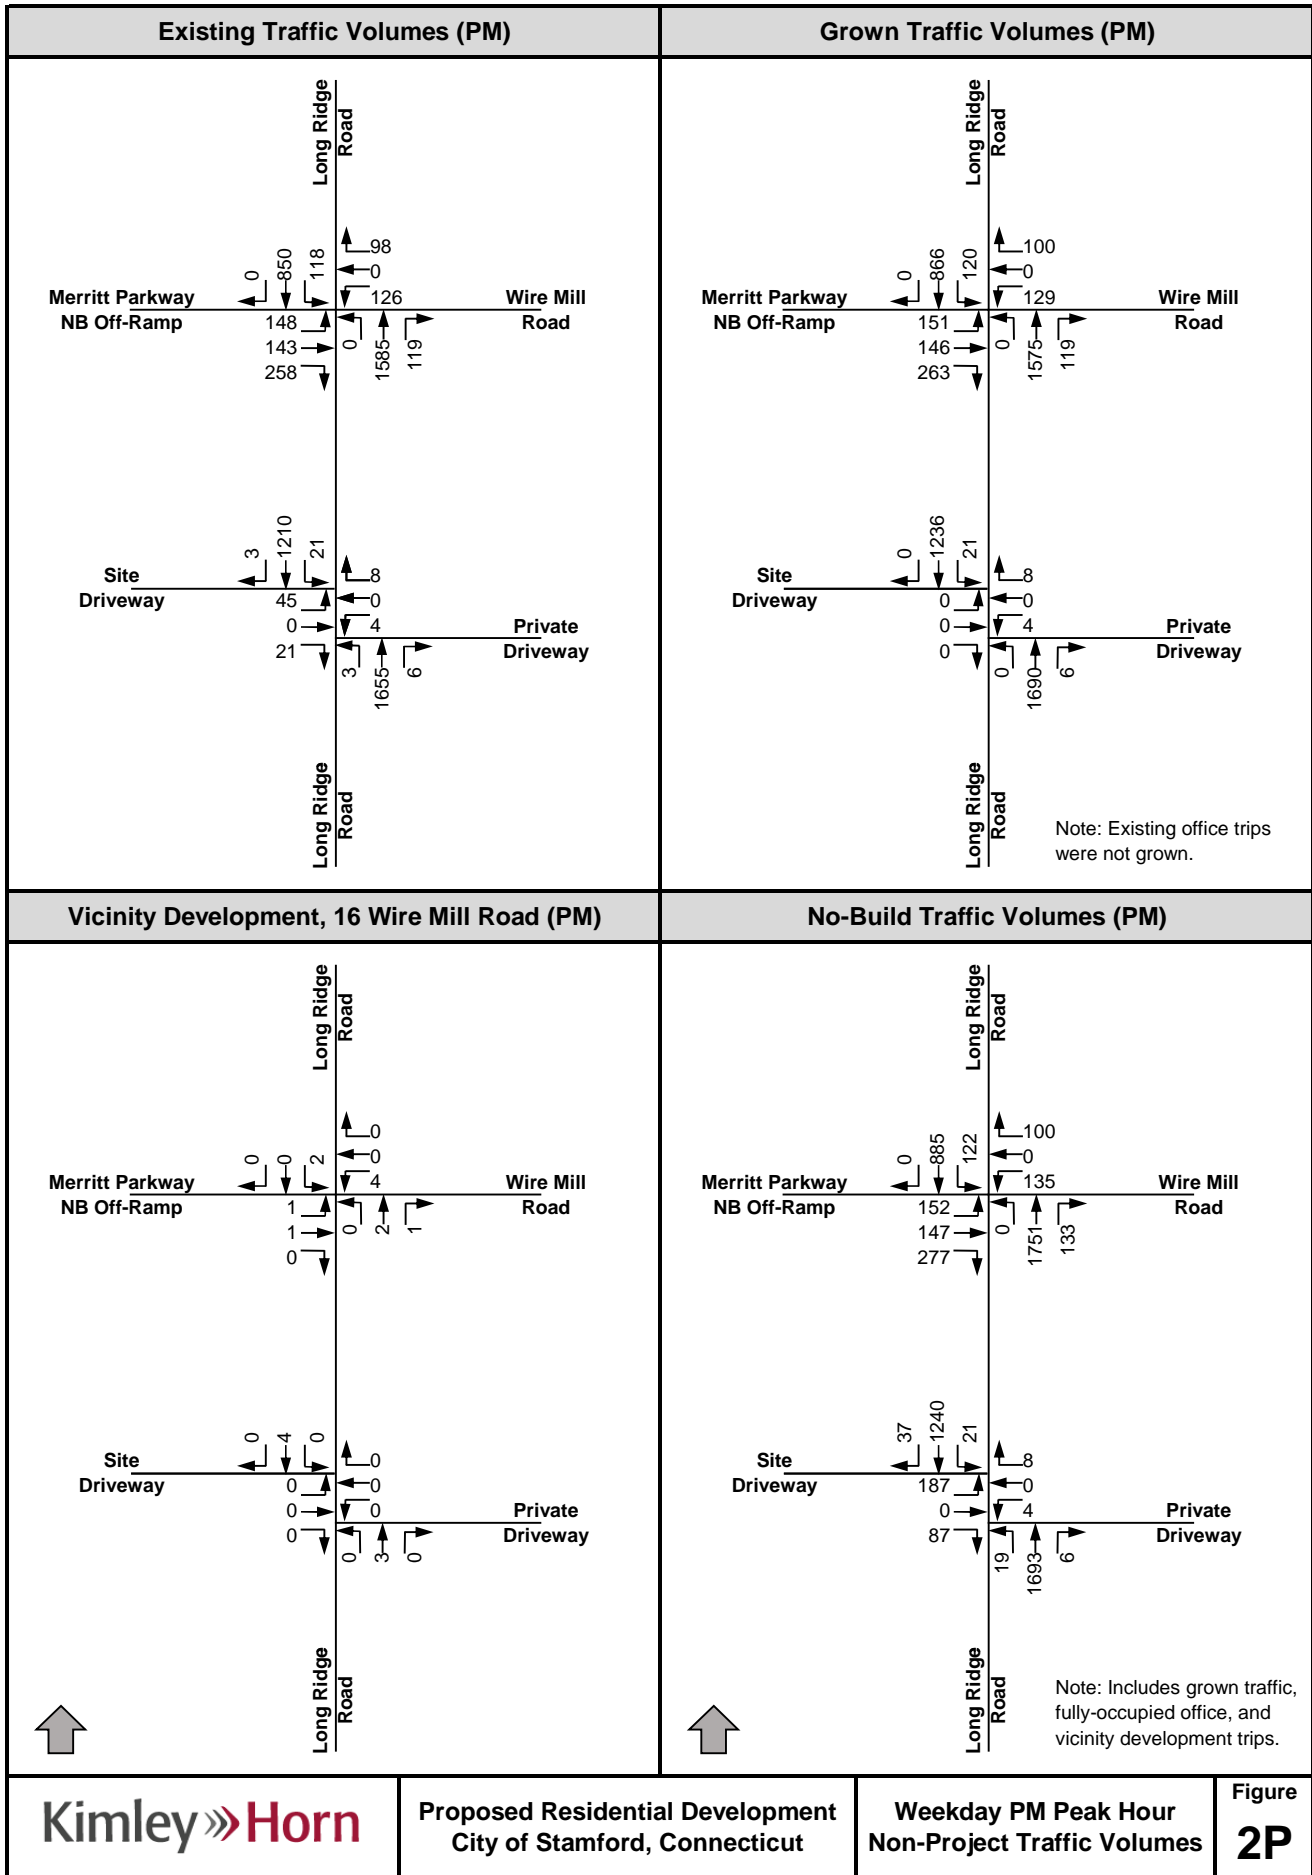 Existing Traffic Volumes (PM)
Long Ridge
Road
0
850
118
98
0
126
Merritt Parkway
NB Off-Ramp
Wire Mill
Road
148
143
258
0
1585
119
3
1210
21
8
0
4
Site
Driveway
45
0
21
Private
Driveway
3
1655
6
Long Ridge
Road
Grown Traffic Volumes (PM)
Long Ridge
Road
0
866
120
100
0
129
Merritt Parkway
NB Off-Ramp
Wire Mill
Road
151
146
263
0
1575
119
0
1236
21
8
0
4
Site
Driveway
0
0
0
Private
Driveway
0
1690
6
Long Ridge
Road
Note: Existing office trips
were not grown.
Vicinity Development, 16 Wire Mill Road (PM)
Long Ridge
Road
0
0
2
0
0
4
Merritt Parkway
NB Off-Ramp
Wire Mill
Road
1
1
0
0
2
1
0
4
0
0
0
0
Site
Driveway
0
0
0
Private
Driveway
0
3
0
Long Ridge
Road
No-Build Traffic Volumes (PM)
Long Ridge
Road
0
885
122
100
0
135
Merritt Parkway
NB Off-Ramp
Wire Mill
Road
152
147
277
0
1751
133
37
1240
21
8
0
4
Site
Driveway
187
0
87
Private
Driveway
19
1693
6
Long Ridge
Road
Note: Includes grown traffic,
fully-occupied office, and
vicinity development trips.
Kimley»Horn
Proposed Residential Development
City of Stamford, Connecticut
Weekday PM Peak Hour
Non-Project Traffic Volumes
Figure
2P